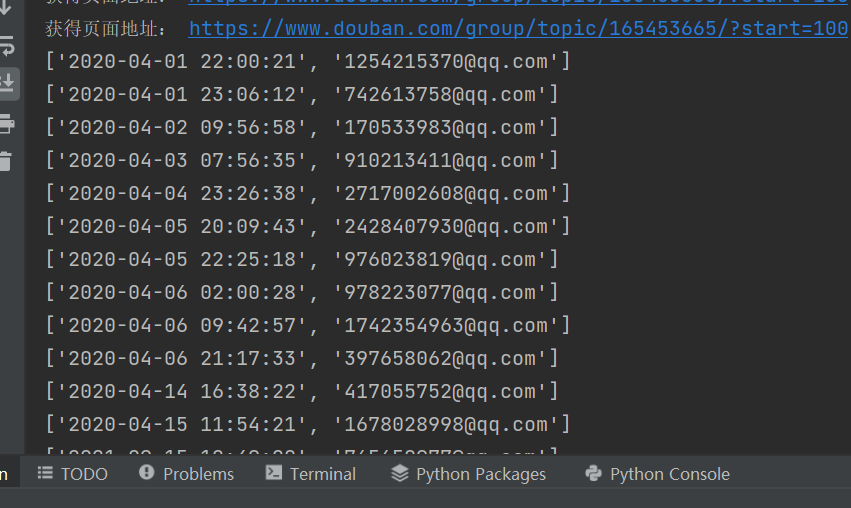 获得页面地址： https://www.douban.com/group/topic/165453665/?start=100
['2020-04-01 22:00:21', '1254215370@qq.com']
['2020-04-01 23:06:12', '742613758@qq.com']
['2020-04-02 09:56:58', '170533983@qq.com']
['2020-04-03 07:56:35', '910213411@qq.com']
['2020-04-04 23:26:38', '2717002608@qq.com']
['2020-04-05 20:09:43', '2428407930@qq.com']
['2020-04-05 22:25:18', '976023819@qq.com']
['2020-04-06 02:00:28', '978223077@qq.com']
['2020-04-06 09:42:57', '1742354963@qq.com']
['2020-04-06 21:17:33', '397658062@qq.com']
['2020-04-14 16:38:22', '417055752@qq.com']
['2020-04-15 11:54:21', '1678028998@qq.com']
n TODO Problems Terminal Python Packages Python Console